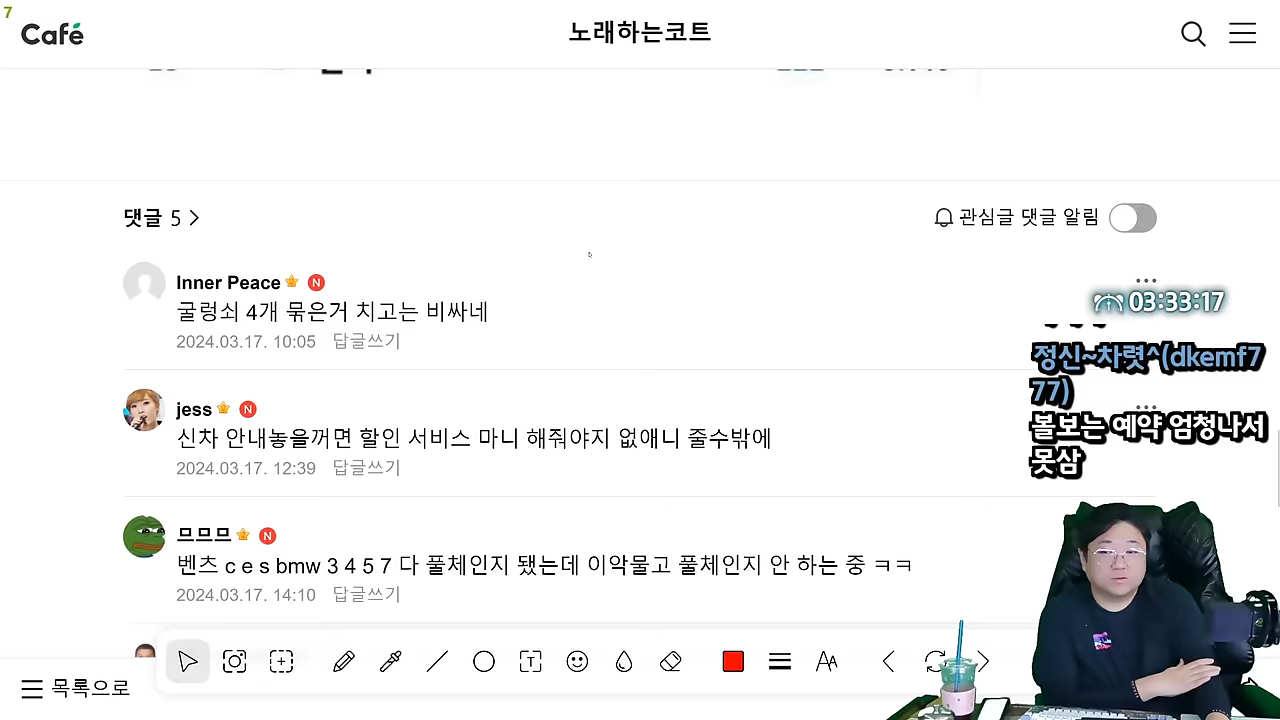 7
Café
노래하는코트
댓글 5
관심글 댓글 알림
Inner Peace N
굴렁쇠 4개 묶은거 치고는 비싸네
2024.03.17. 10:05 답글쓰기
03:33:17
정신~차렷^(dkemf7
77)
볼보는 예약 엄청나서
못삼
jess N
신차 안내놓을꺼면 할인 서비스 마니 해줘야지 없애니 줄수밖에
2024.03.17. 12:39 답글쓰기
므므므 N
벤츠 c e s bmw 3 4 5 7 다 풀체인지 됐는데 이악물고 풀체인지 안 하는 중 ㅋㅋ
2024.03.17. 14:10 답글쓰기
목록으로